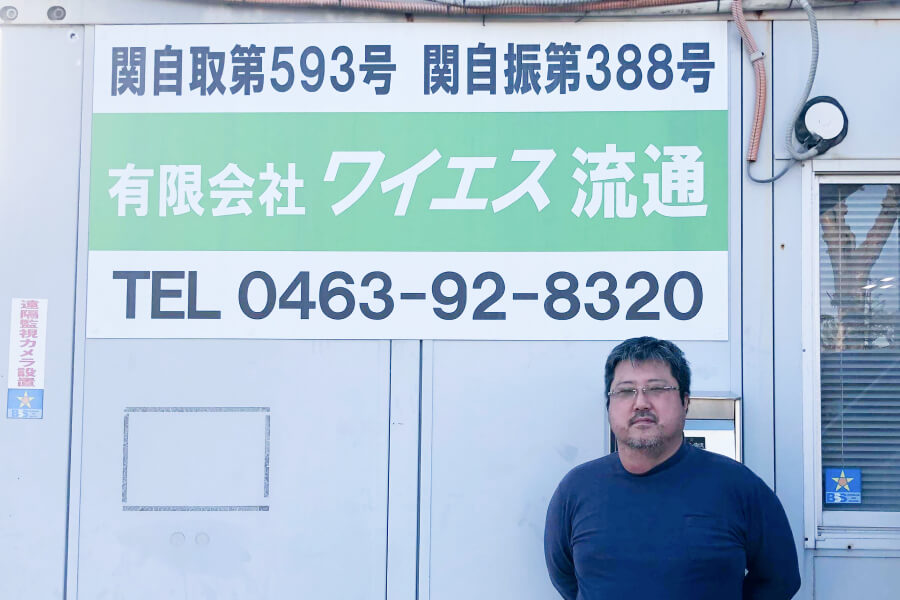 関自取第593号 関自振第388号
有限会社 ワイエス 流通
TEL 0463-92-8320
遠隔監視カメラ設置
BSS
BSS